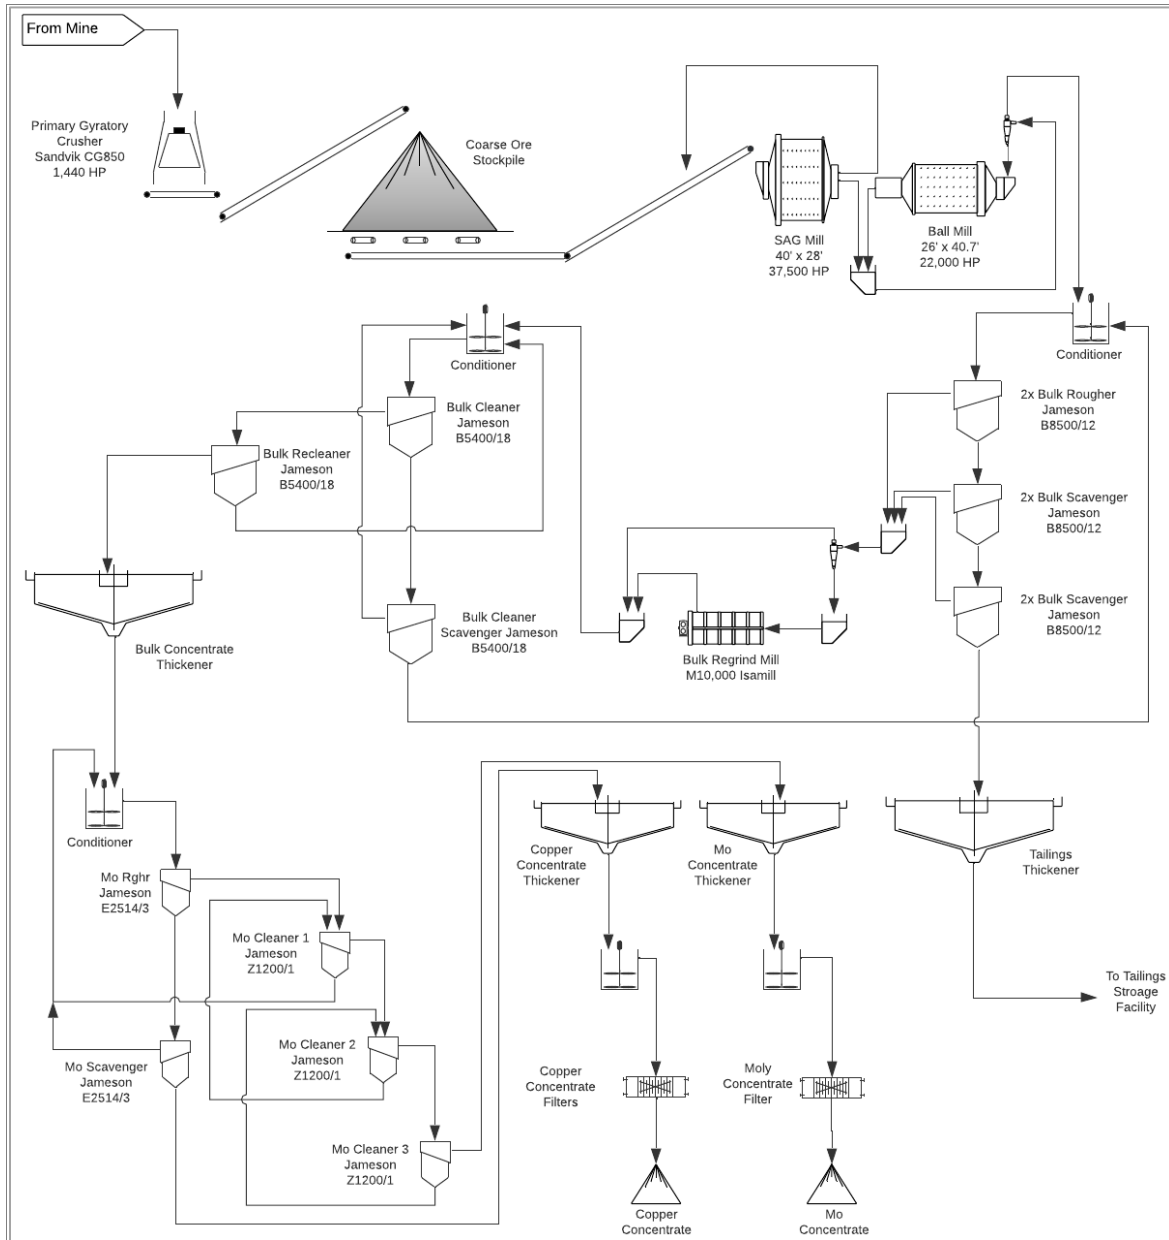 From Mine
Primary Gyratory
Crusher
Sandvik CG850
1,440 HP
Coarse Ore
Stockpile
SAG Mill
40' x 28'
37,500 HP
Ball Mill
26' x 40.7'
22,000 HP
Conditioner
Conditioner
Bulk Cleaner
Jameson
B5400/18
2x Bulk Rougher
Jameson
B8500/12
Bulk Recleaner
Jameson
B5400/18
2x Bulk Scavenger
Jameson
B8500/12
2x Bulk Scavenger
Jameson
B8500/12
Bulk Cleaner
Scavenger Jameson
B5400/18
Bulk Regrind Mill
M10,000 Isamill
Bulk Concentrate
Thickener
Conditioner
Copper
Concentrate
Thickener
Mo
Concentrate
Thickener
Tailings
Thickener
Mo Rghr
Jameson
E2514/3
Mo Cleaner 1
Jameson
Z1200/1
To Tailings
Stroage
Facility
Mo Cleaner 2
Jameson
Z1200/1
Mo Scavenger
Jameson
E2514/3
Copper
Concentrate
Filters
Moly
Concentrate
Filter
Mo Cleaner 3
Jameson
Z1200/1
Copper
Concentrate
Mo
Concentrate